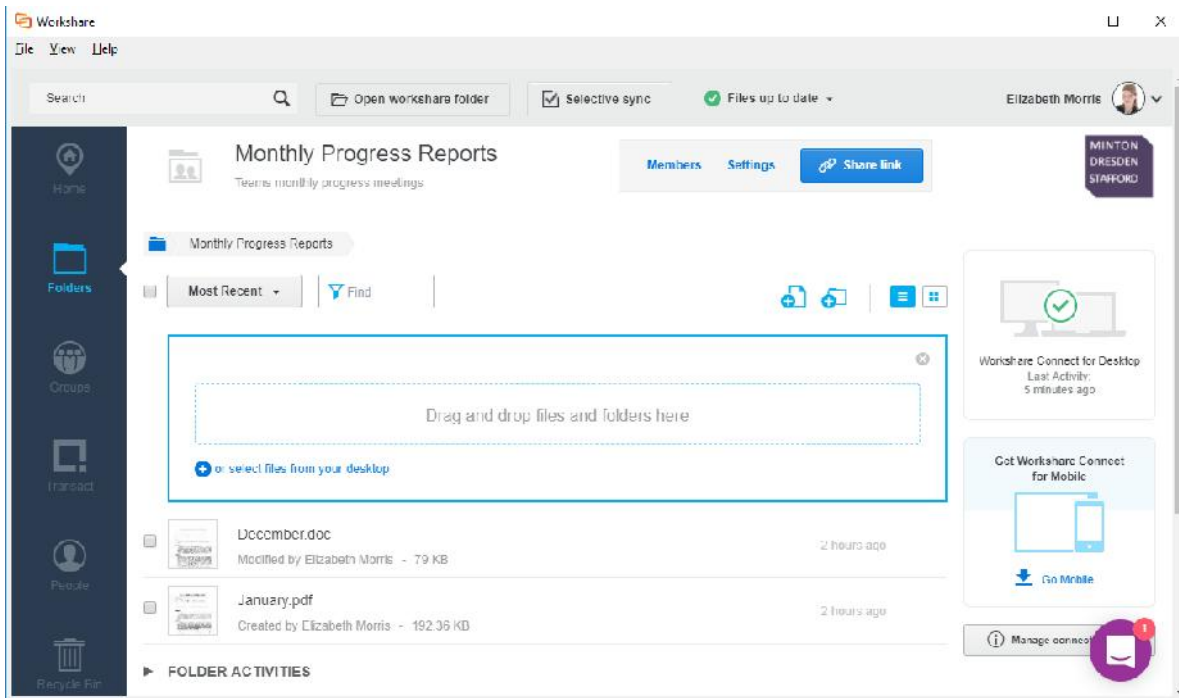 Workshare
File View Help
Search
Open workshare folder
Selective sync
Files up to date
Elizabeth Morris
Home
Folders
Groups
Transact
People
Recycle Bin
Monthly Progress Reports
Teams monthly progress meetings
Members
Settings
Share link
MINTON
DRESDEN
STAFFORD
Monthly Progress Reports
Most Recent
Find
Drag and drop files and folders here
or select files from your desktop
December.doc
Modified by Elizabeth Morris - 79 KB
2 hours ago
January.pdf
Created by Elizabeth Morris - 192.36 KB
2 hours ago
FOLDER ACTIVITIES
Workshare Connect for Desktop
Last Activity:
5 minutes ago
Get Workshare Connect
for Mobile
Go Mobile
Manage
1